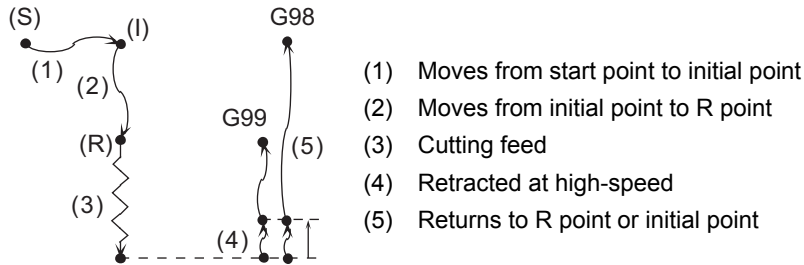 (S)
(I)
(1)
(2)
(R)
(3)
G98
G99
(5)
(4)
(1) Moves from start point to initial point
(2) Moves from initial point to R point
(3) Cutting feed
(4) Retracted at high-speed
(5) Returns to R point or initial point